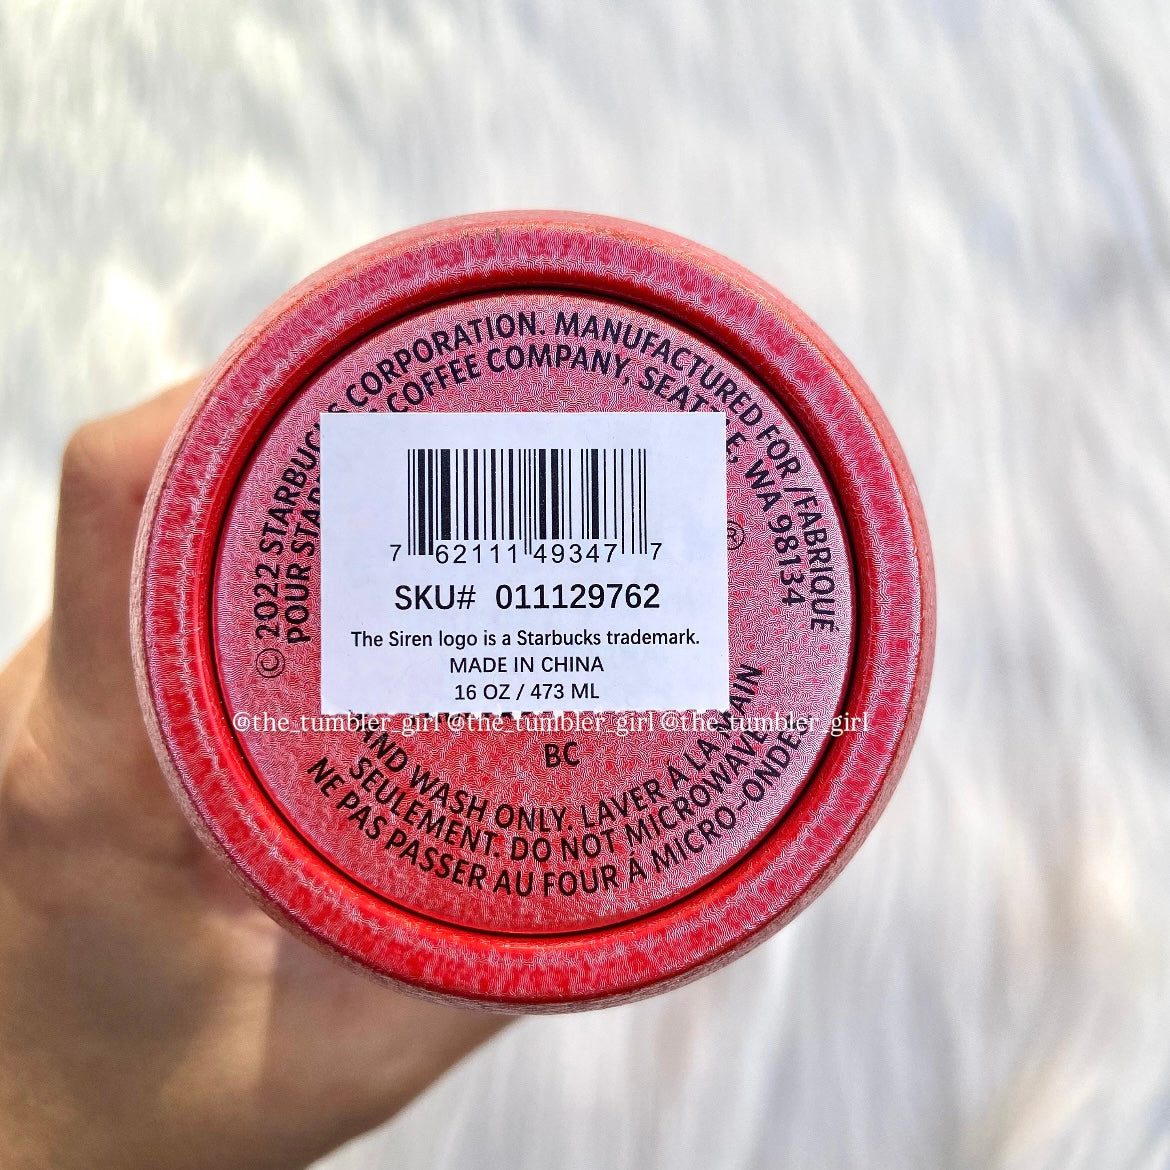 © 2022 STARBUCKS CORPORATION. MANUFACTURED FOR /FABRIQUE
POUR STAR COFFEE COMPANY, SEATTLE, WA 98134
®
7 62111 49347 7
SKU# 011129762
The Siren logo is a Starbucks trademark.
MADE IN CHINA
16 OZ / 473 ML
@the_tumbler_girl @the_tumbler_girl @the_tumbler_girl
BC
HAND WASH ONLY. LAVER À LA MAIN
SEULEMENT. DO NOT MICROWAVE.
NE PAS PASSER AU FOUR À MICRO-ONDES